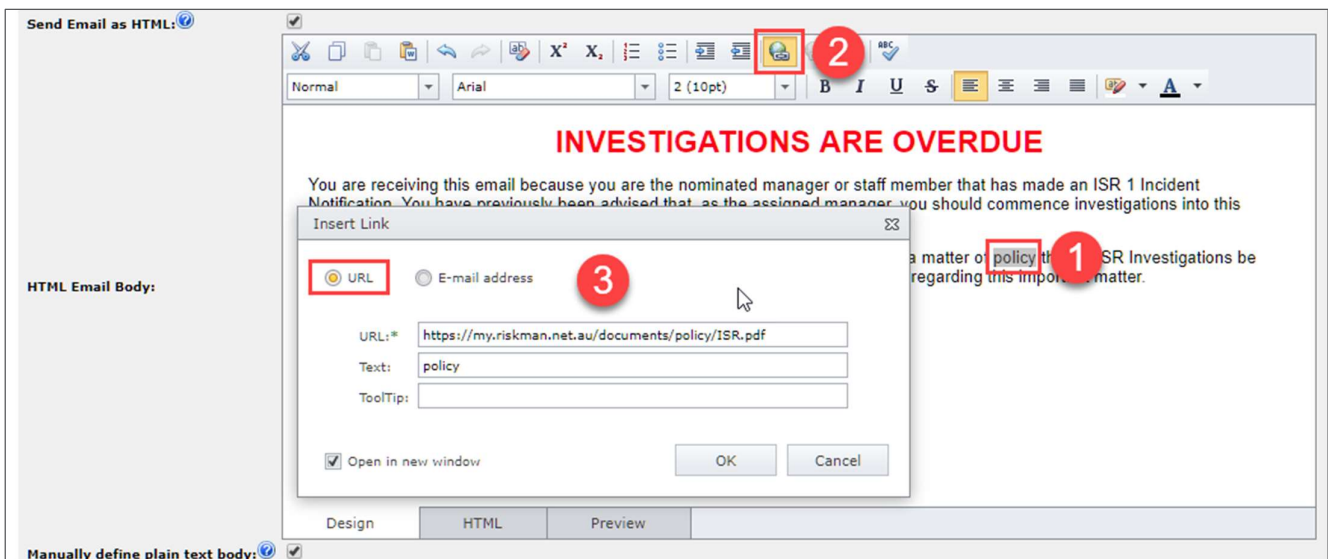 Send Email as HTML:
2
ABC
Normal Arial 2 (10pt) B I U S A
INVESTIGATIONS ARE OVERDUE
You are receiving this email because you are the nominated manager or staff member that has made an ISR 1 Incident
Notification. You have previously been advised that, as the assigned manager, you should commence investigations into this
Insert Link
a matter of policy 1 SR Investigations be
regarding this important matter.
URL E-mail address 3
HTML Email Body:
URL:* https://my.riskman.net.au/documents/policy/ISR.pdf
Text: policy
ToolTip:
Open in new window OK Cancel
Design HTML Preview
Manually define plain text body: